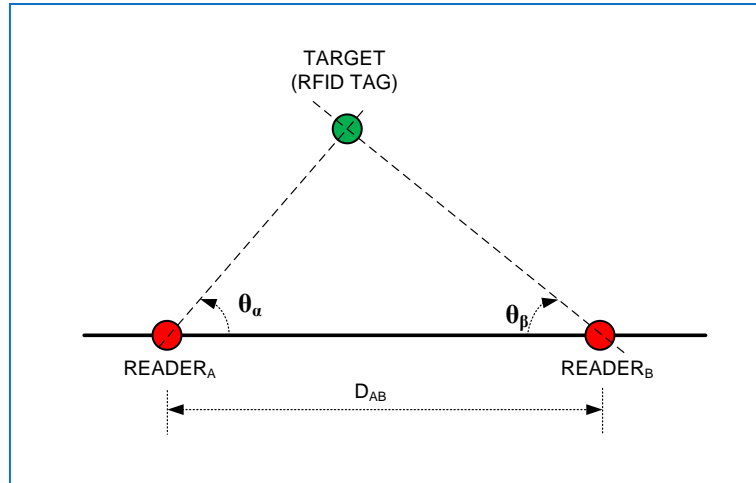 TARGET
(RFID TAG)
θα
θβ
READERA
READERB
DAB